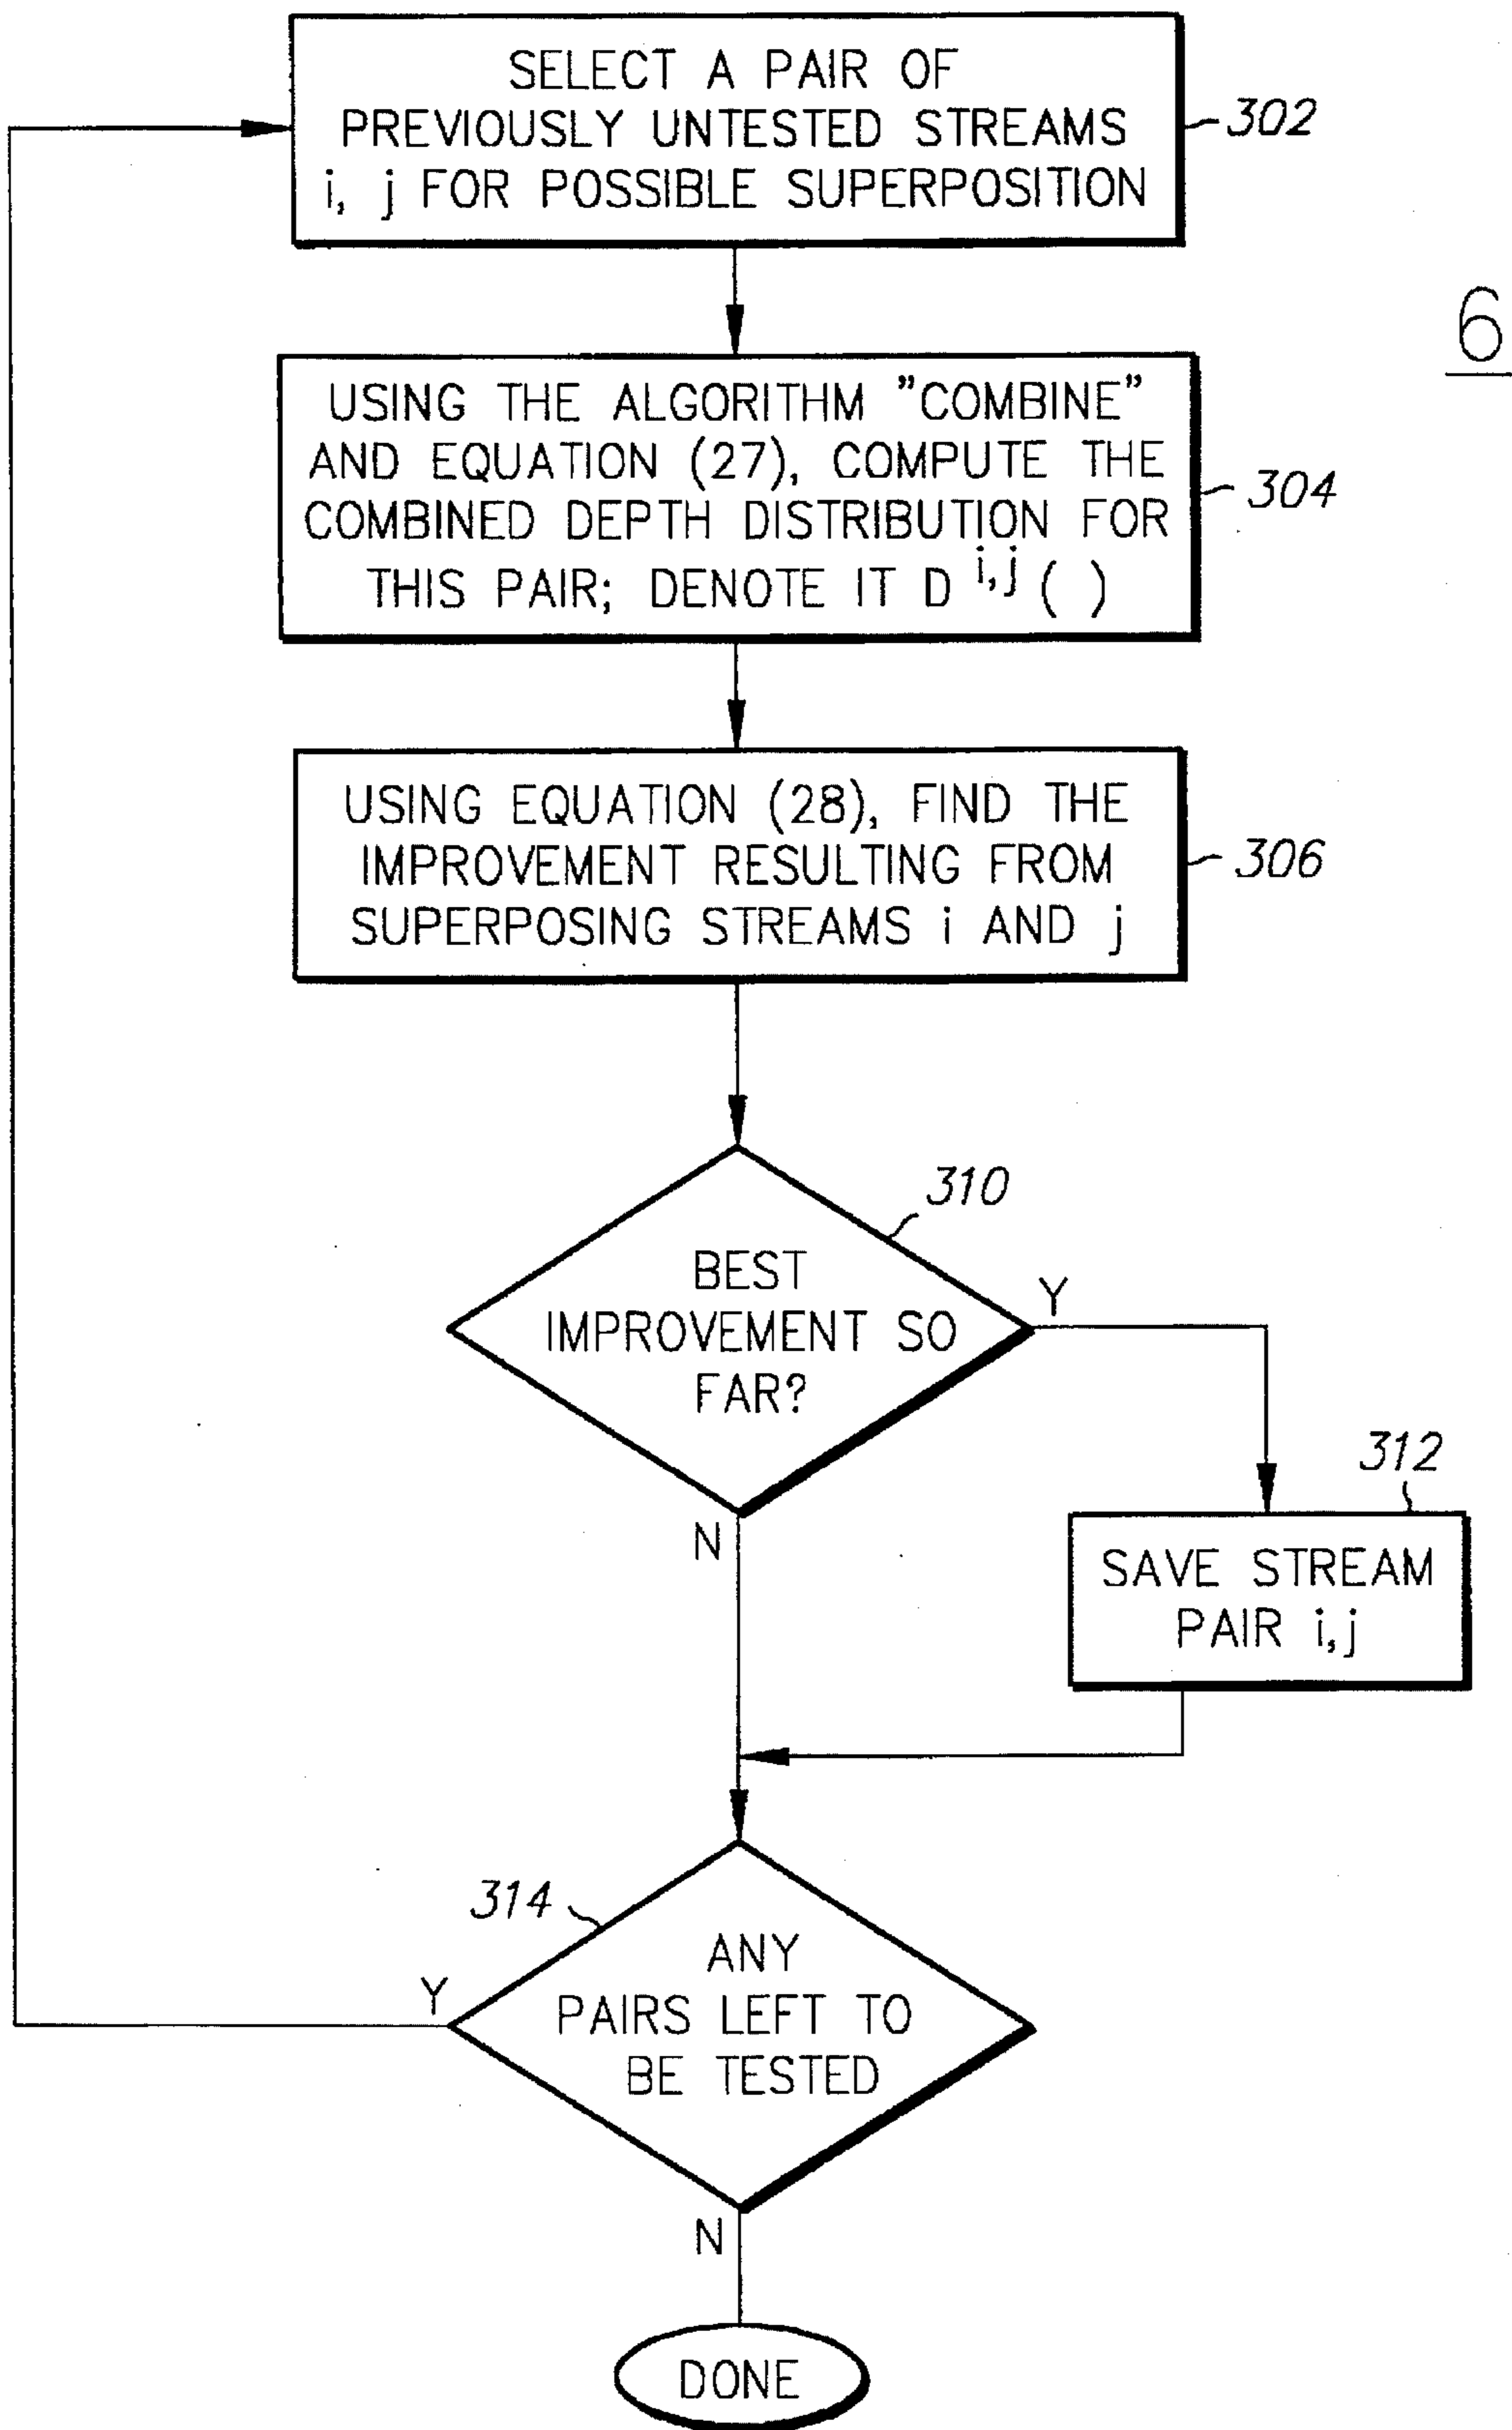 SELECT A PAIR OF
PREVIOUSLY UNTESTED STREAMS
i, j FOR POSSIBLE SUPERPOSITION
302
6
USING THE ALGORITHM "COMBINE"
AND EQUATION (27), COMPUTE THE
COMBINED DEPTH DISTRIBUTION FOR
THIS PAIR; DENOTE IT D i,j ( )
304
USING EQUATION (28), FIND THE
IMPROVEMENT RESULTING FROM
SUPERPOSING STREAMS i AND j
306
310
BEST
IMPROVEMENT SO
FAR?
Y
N
312
SAVE STREAM
PAIR i,j
314
ANY
PAIRS LEFT TO
BE TESTED
Y
N
DONE